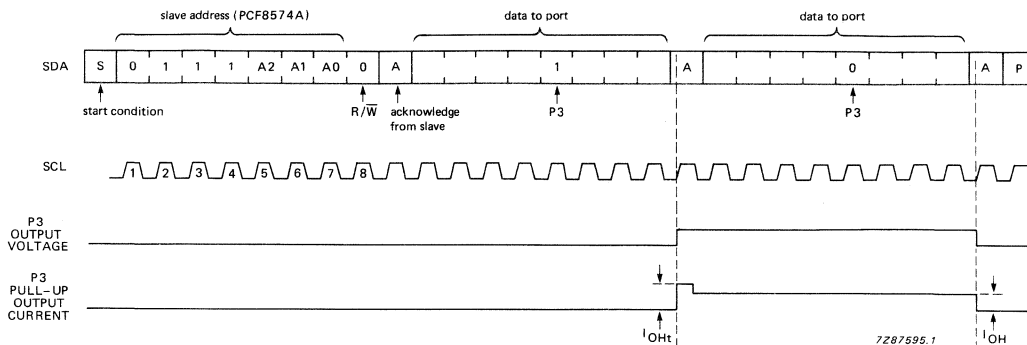 slave address (PCF8574A) data to port data to port
SDA S 0 1 1 1 A2 A1 A0 0 A 1 A 0 A P
start condition R/W̅ acknowledge from slave P3 P3
SCL 1 2 3 4 5 6 7 8
P3
OUTPUT
VOLTAGE
P3
PULL-UP
OUTPUT
CURRENT
IOHt
IOH
7Z87595.1